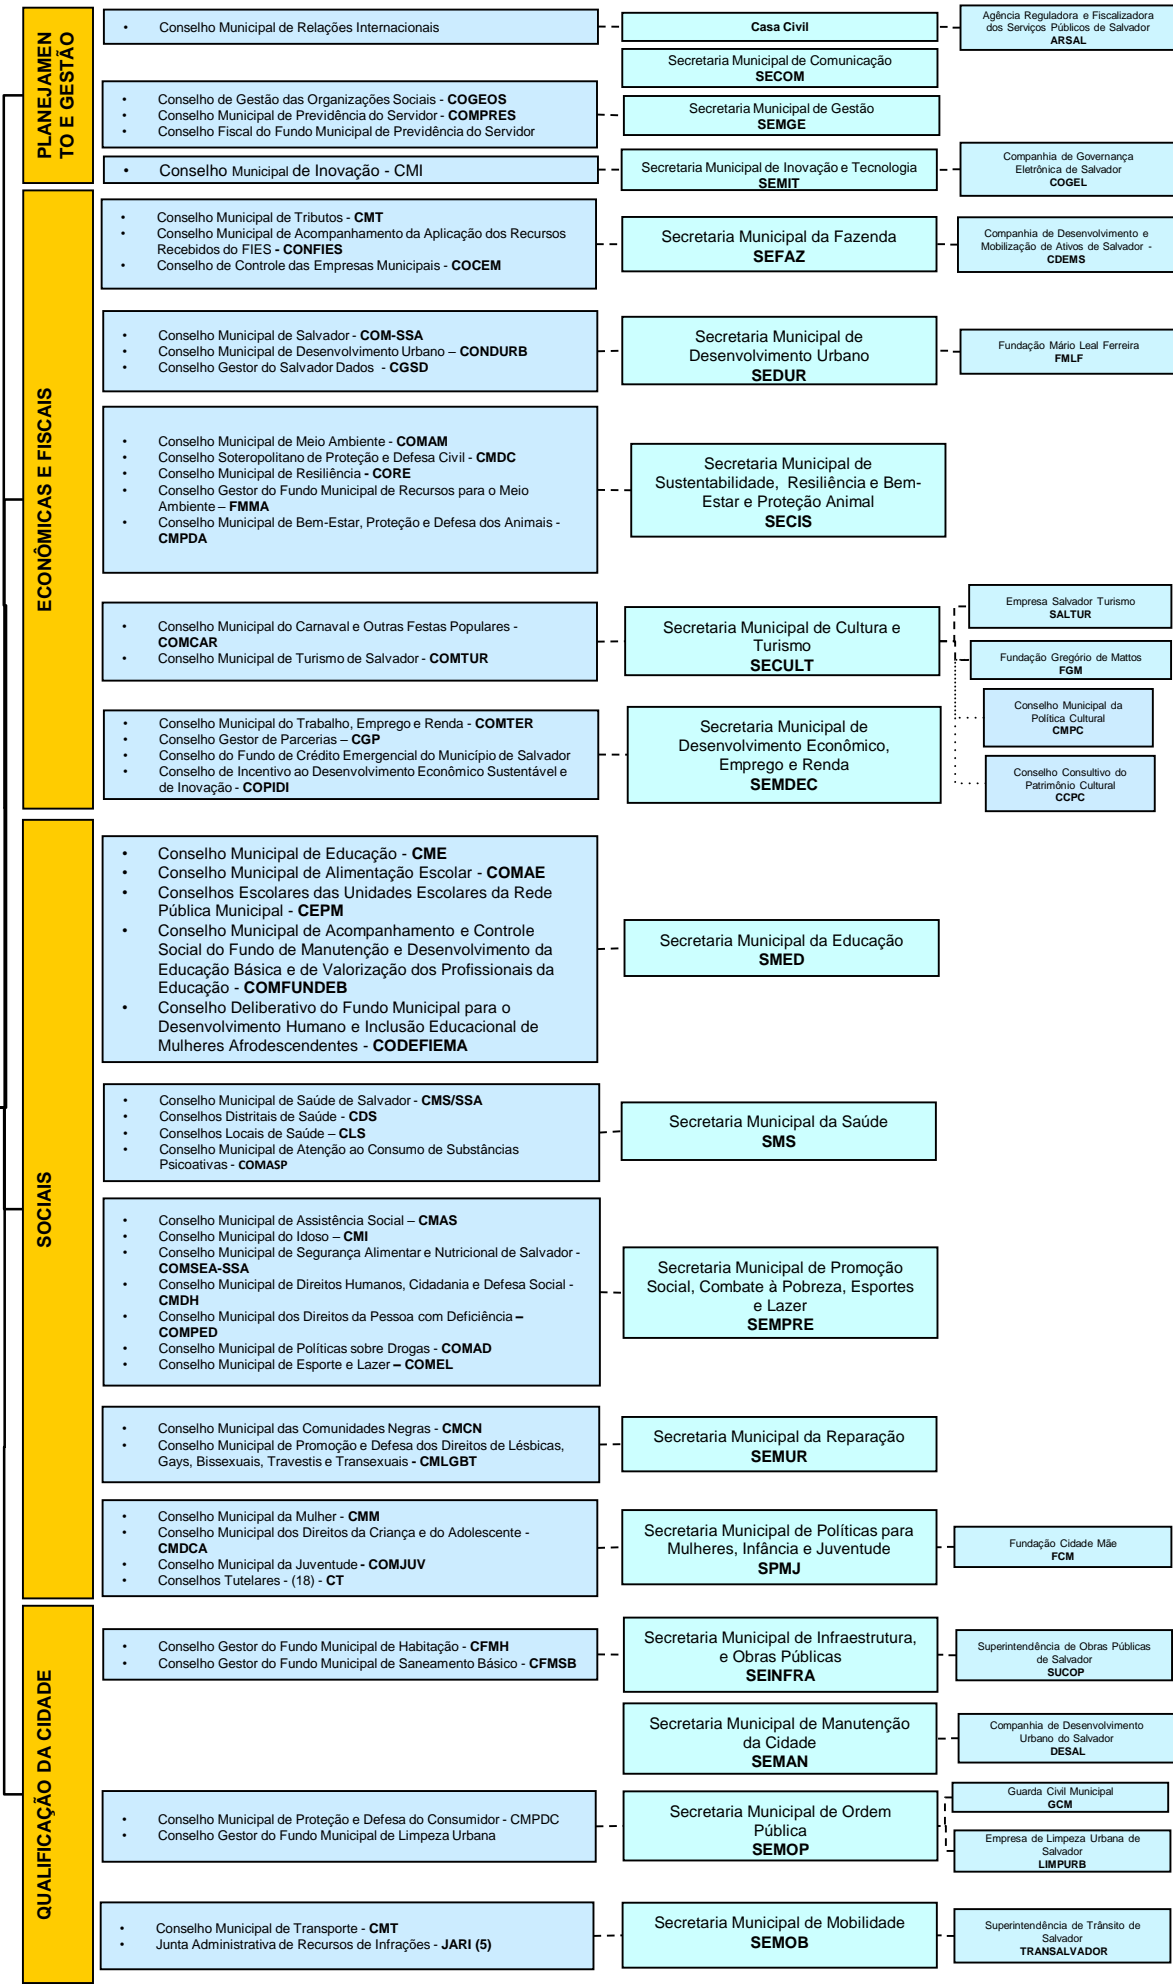 PLANEJAMEN
TO E GESTÃO
• Conselho Municipal de Relações Internacionais
Casa Civil
Agência Reguladora e Fiscalizadora
dos Serviços Públicos de Salvador
ARSAL
Secretaria Municipal de Comunicação
SECOM
• Conselho de Gestão das Organizações Sociais - COGEOS
• Conselho Municipal de Previdência do Servidor - COMPRES
• Conselho Fiscal do Fundo Municipal de Previdência do Servidor
Secretaria Municipal de Gestão
SEMGE
• Conselho Municipal de Inovação - CMI
Secretaria Municipal de Inovação e Tecnologia
SEMIT
Companhia de Governança
Eletrônica de Salvador
COGEL
ECONÔMICAS E FISCAIS
• Conselho Municipal de Tributos - CMT
• Conselho Municipal de Acompanhamento da Aplicação dos Recursos
Recebidos do FIES - CONFIES
• Conselho de Controle das Empresas Municipais - COCEM
Secretaria Municipal da Fazenda
SEFAZ
Companhia de Desenvolvimento e
Mobilização de Ativos de Salvador -
CDEMS
• Conselho Municipal de Salvador - COM-SSA
• Conselho Municipal de Desenvolvimento Urbano – CONDURB
• Conselho Gestor do Salvador Dados - CGSD
Secretaria Municipal de
Desenvolvimento Urbano
SEDUR
Fundação Mário Leal Ferreira
FMLF
• Conselho Municipal de Meio Ambiente - COMAM
• Conselho Soteropolitano de Proteção e Defesa Civil - CMDC
• Conselho Municipal de Resiliência - CORE
• Conselho Gestor do Fundo Municipal de Recursos para o Meio
Ambiente – FMMA
• Conselho Municipal de Bem-Estar, Proteção e Defesa dos Animais -
CMPDA
Secretaria Municipal de
Sustentabilidade, Resiliência e Bem-
Estar e Proteção Animal
SECIS
• Conselho Municipal do Carnaval e Outras Festas Populares -
COMCAR
• Conselho Municipal de Turismo de Salvador - COMTUR
Secretaria Municipal de Cultura e
Turismo
SECULT
Empresa Salvador Turismo
SALTUR
Fundação Gregório de Mattos
FGM
Conselho Municipal da
Política Cultural
CMPC
Conselho Consultivo do
Patrimônio Cultural
CCPC
• Conselho Municipal do Trabalho, Emprego e Renda - COMTER
• Conselho Gestor de Parcerias – CGP
• Conselho do Fundo de Crédito Emergencial do Município de Salvador
• Conselho de Incentivo ao Desenvolvimento Econômico Sustentável e
de Inovação - COPIDI
Secretaria Municipal de
Desenvolvimento Econômico,
Emprego e Renda
SEMDEC
SOCIAIS
• Conselho Municipal de Educação - CME
• Conselho Municipal de Alimentação Escolar - COMAE
• Conselhos Escolares das Unidades Escolares da Rede
Pública Municipal - CEPM
• Conselho Municipal de Acompanhamento e Controle
Social do Fundo de Manutenção e Desenvolvimento da
Educação Básica e de Valorização dos Profissionais da
Educação - COMFUNDEB
• Conselho Deliberativo do Fundo Municipal para o
Desenvolvimento Humano e Inclusão Educacional de
Mulheres Afrodescendentes - CODEFIEMA
Secretaria Municipal da Educação
SMED
• Conselho Municipal de Saúde de Salvador - CMS/SSA
• Conselhos Distritais de Saúde - CDS
• Conselhos Locais de Saúde – CLS
• Conselho Municipal de Atenção ao Consumo de Substâncias
Psicoativas - COMASP
Secretaria Municipal da Saúde
SMS
• Conselho Municipal de Assistência Social – CMAS
• Conselho Municipal do Idoso – CMI
• Conselho Municipal de Segurança Alimentar e Nutricional de Salvador -
COMSEA-SSA
• Conselho Municipal de Direitos Humanos, Cidadania e Defesa Social -
CMDH
• Conselho Municipal dos Direitos da Pessoa com Deficiência –
COMPED
• Conselho Municipal de Políticas sobre Drogas - COMAD
• Conselho Municipal de Esporte e Lazer – COMEL
Secretaria Municipal de Promoção
Social, Combate à Pobreza, Esportes
e Lazer
SEMPRE
• Conselho Municipal das Comunidades Negras - CMCN
• Conselho Municipal de Promoção e Defesa dos Direitos de Lésbicas,
Gays, Bissexuais, Travestis e Transexuais - CMLGBT
Secretaria Municipal da Reparação
SEMUR
• Conselho Municipal da Mulher - CMM
• Conselho Municipal dos Direitos da Criança e do Adolescente -
CMDCA
• Conselho Municipal da Juventude - COMJUV
• Conselhos Tutelares - (18) - CT
Secretaria Municipal de Políticas para
Mulheres, Infância e Juventude
SPMJ
Fundação Cidade Mãe
FCM
QUALIFICAÇÃO DA CIDADE
• Conselho Gestor do Fundo Municipal de Habitação - CFMH
• Conselho Gestor do Fundo Municipal de Saneamento Básico - CFMSB
Secretaria Municipal de Infraestrutura,
e Obras Públicas
SEINFRA
Superintendência de Obras Públicas
de Salvador
SUCOP
Secretaria Municipal de Manutenção
da Cidade
SEMAN
Companhia de Desenvolvimento
Urbano do Salvador
DESAL
• Conselho Municipal de Proteção e Defesa do Consumidor - CMPDC
• Conselho Gestor do Fundo Municipal de Limpeza Urbana
Secretaria Municipal de Ordem
Pública
SEMOP
Guarda Civil Municipal
GCM
Empresa de Limpeza Urbana de
Salvador
LIMPURB
• Conselho Municipal de Transporte - CMT
• Junta Administrativa de Recursos de Infrações - JARI (5)
Secretaria Municipal de Mobilidade
SEMOB
Superintendência de Trânsito de
Salvador
TRANSALVADOR